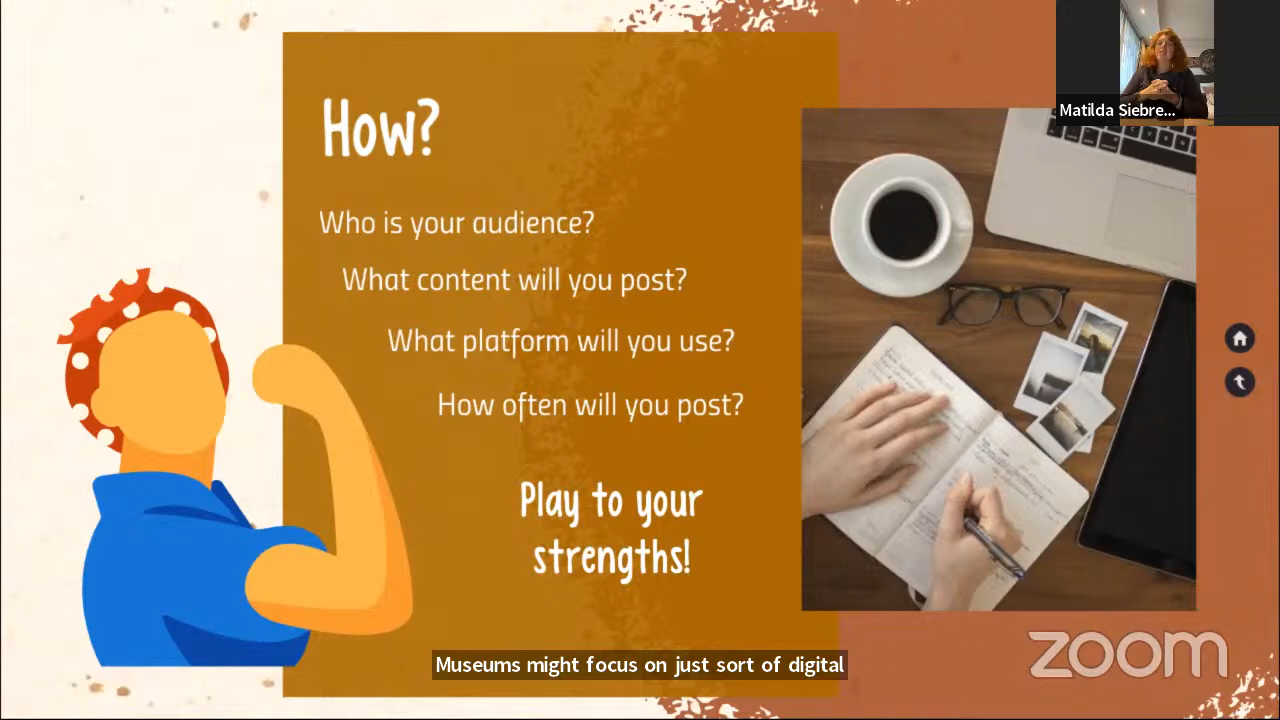 How?
Who is your audience?
What content will you post?
What platform will you use?
How often will you post?
Play to your
strengths!
Matilda Siebre...
Museums might focus on just sort of digital
zoom